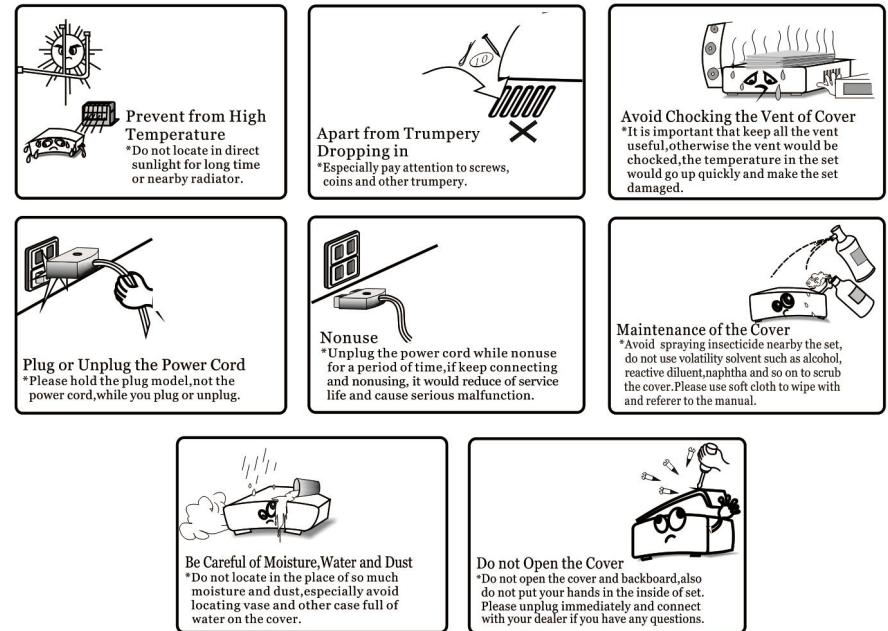 Prevent from High
Temperature
*Do not locate in direct
sunlight for long time
or nearby radiator.
10
Apart from Trumpery
Dropping in
*Especially pay attention to screws,
coins and other trumpery.
Avoid Chocking the Vent of Cover
*It is important that keep all the vent
useful,otherwise the vent would be
chocked,the temperature in the set
would go up quickly and make the set
damaged.
Plug or Unplug the Power Cord
*Please hold the plug model,not the
power cord,while you plug or unplug.
Nonuse
*Unplug the power cord while nonuse
for a period of time,if keep connecting
and nonusing, it would reduce of service
life and cause serious malfunction.
Maintenance of the Cover
*Avoid spraying insecticide nearby the set,
do not use volatility solvent such as alcohol,
reactive diluent,naphtha and so on to scrub
the cover.Please use soft cloth to wipe with
and referer to the manual.
Be Careful of Moisture,Water and Dust
*Do not locate in the place of so much
moisture and dust,especially avoid
locating vase and other case full of
water on the cover.
Do not Open the Cover
*Do not open the cover and backboard,also
do not put your hands in the inside of set.
Please unplug immediately and connect
with your dealer if you have any questions.